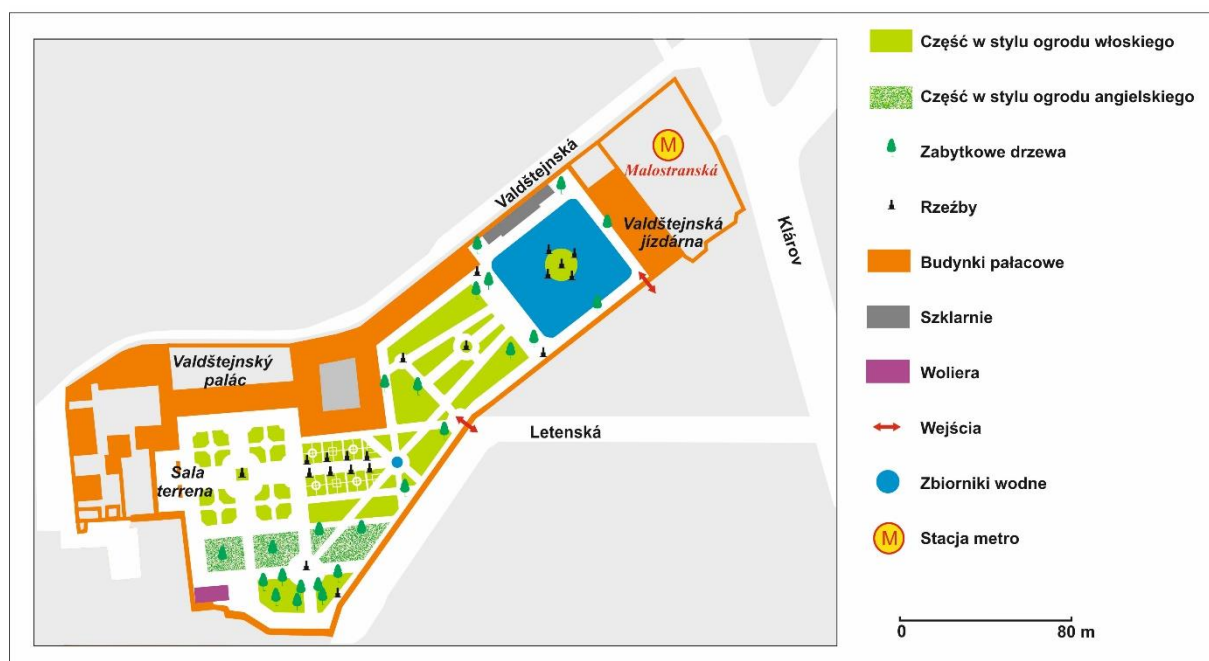 Valdštejnská
M
Malostranská
Valdštejnská
jízdárna
Klárov
Valdštejnský
palác
Letenská
Sala
terrena
Część w stylu ogrodu włoskiego
Część w stylu ogrodu angielskiego
Zabytkowe drzewa
Rzeźby
Budynki pałacowe
Szklarnie
Woliera
Wejścia
Zbiorniki wodne
M
Stacja metro
0
80 m